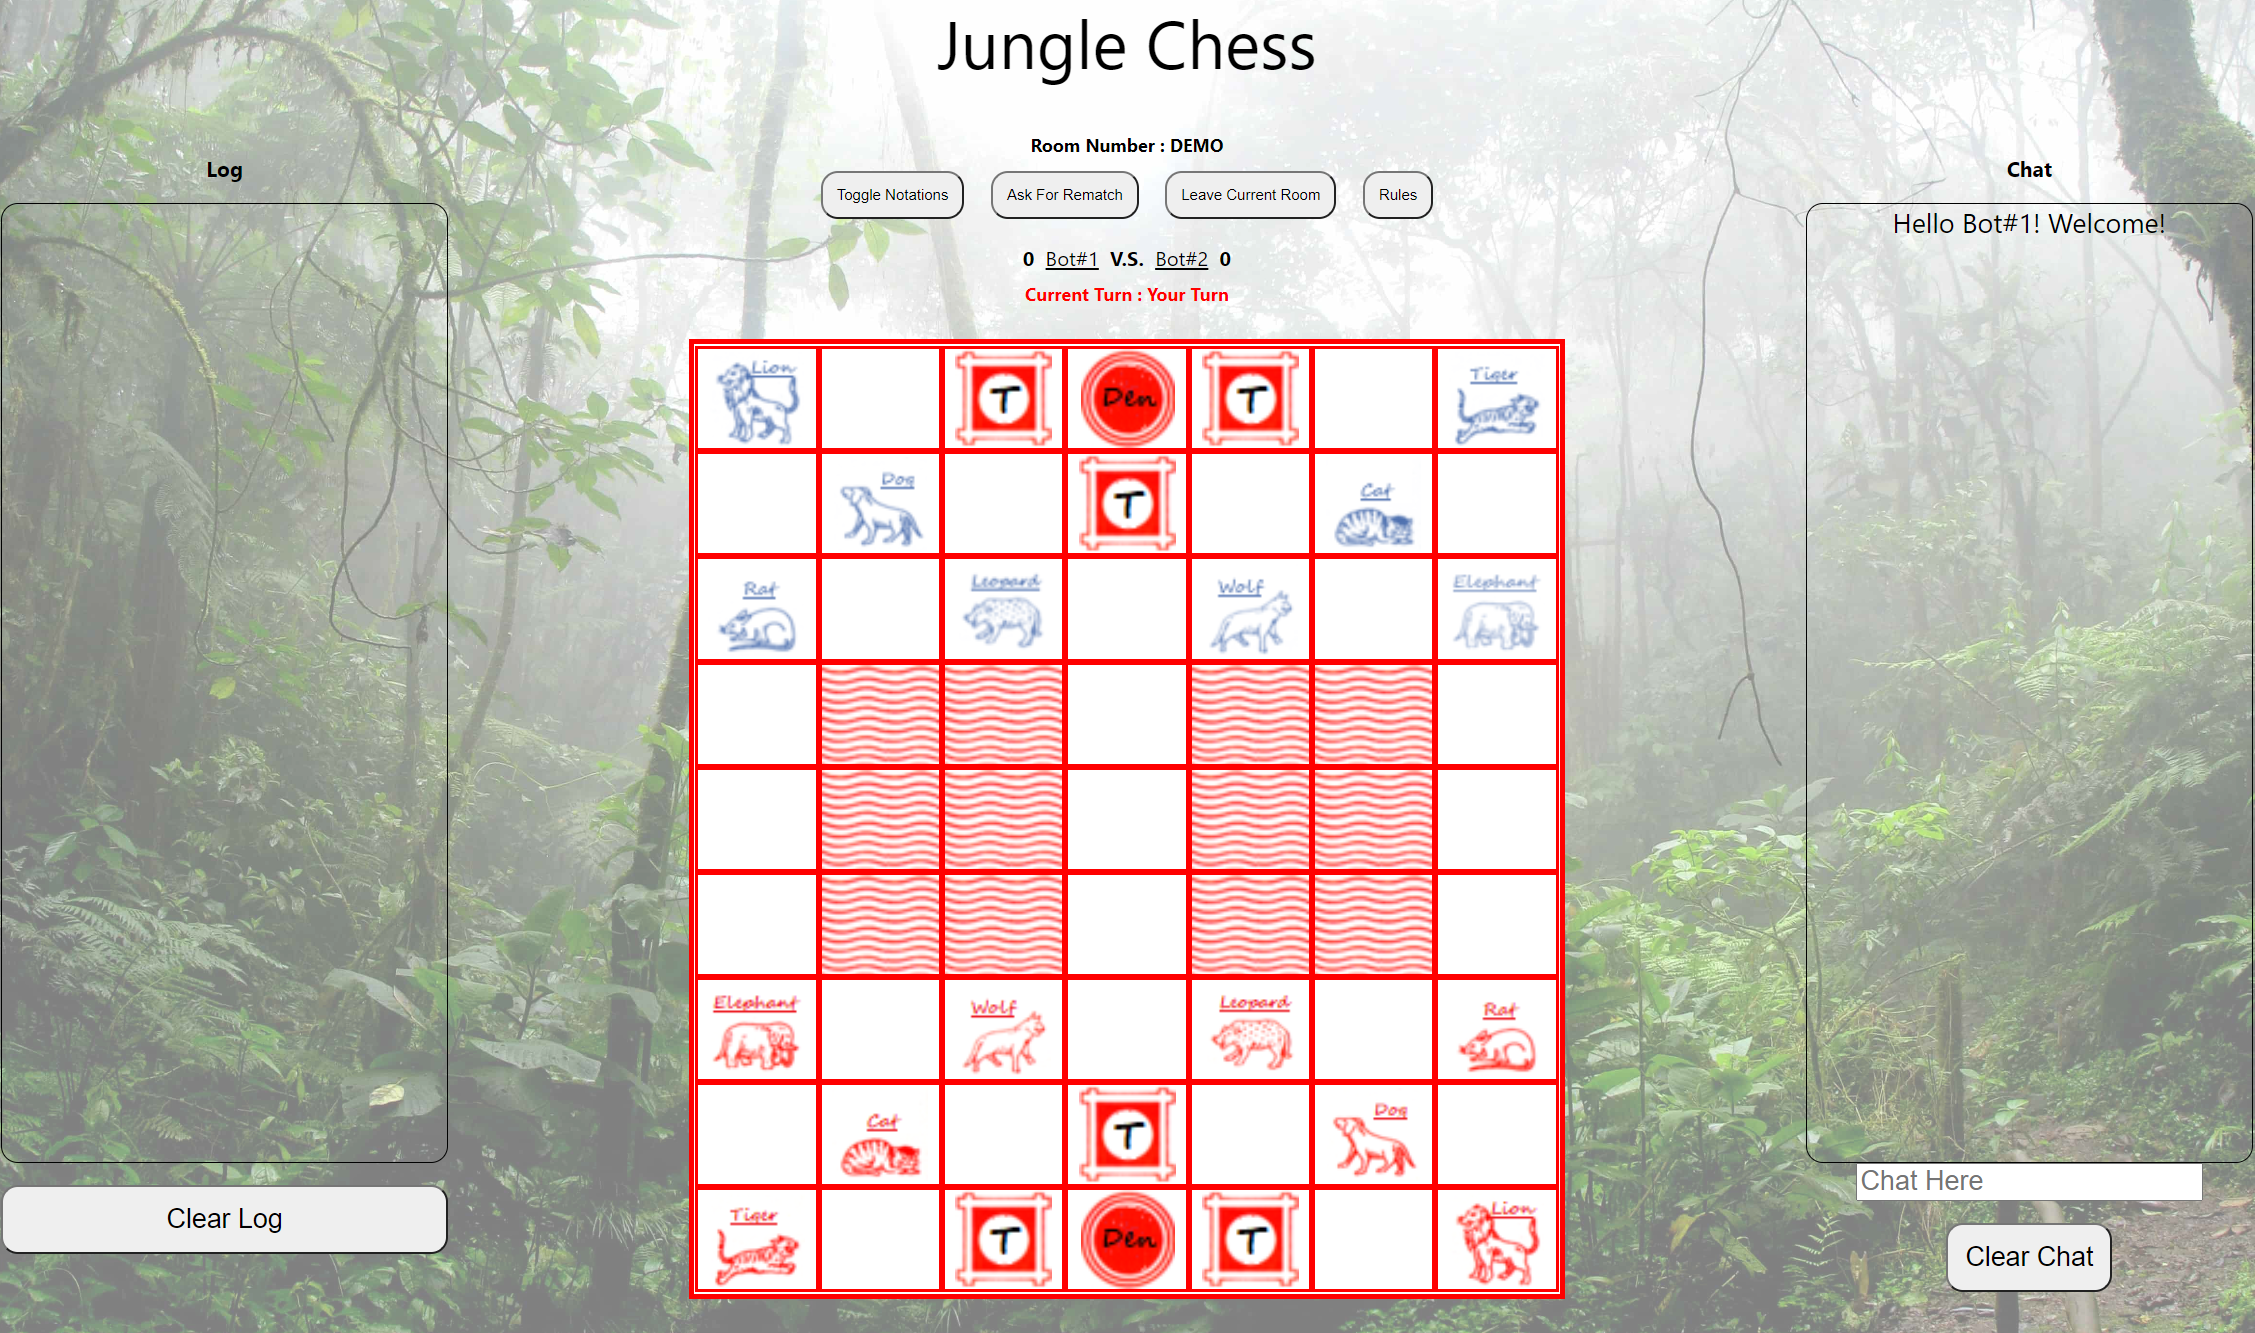 Jungle Chess
Room Number : DEMO
Log
Chat
Toggle Notations Ask For Rematch Leave Current Room Rules
Hello Bot#1! Welcome!
0 Bot#1 V.S. Bot#2 0
Current Turn : Your Turn
Lion T Den T Tiger
Dog T Cat
Rat Leopard Wolf Elephant
Elephant Wolf Leopard Rat
Cat T Dog
Chat Here
Tiger T Den T Lion
Clear Log
Clear Chat